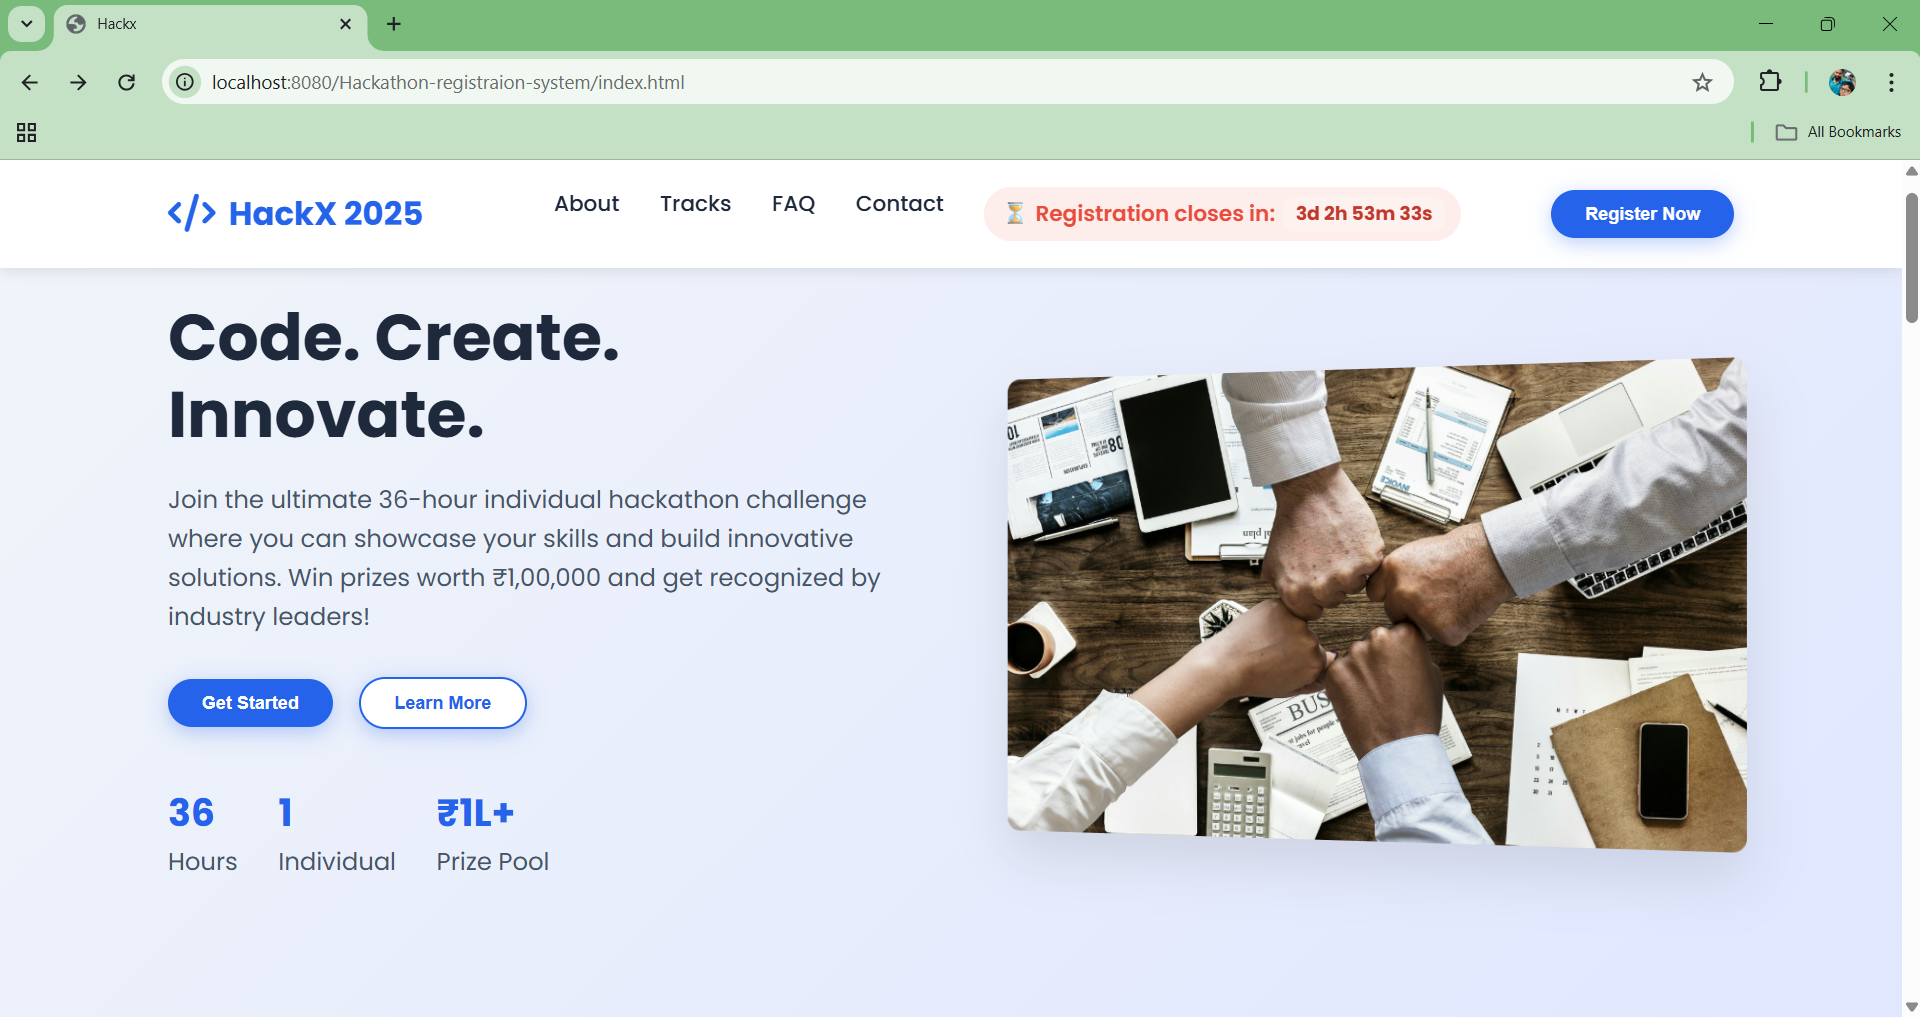 Hackx
localhost:8080/Hackathon-registraion-system/index.html
All Bookmarks
</> HackX 2025
About
Tracks
FAQ
Contact
Registration closes in: 3d 2h 53m 33s
Register Now
Code. Create.
Innovate.
Join the ultimate 36-hour individual hackathon challenge
where you can showcase your skills and build innovative
solutions. Win prizes worth ₹1,00,000 and get recognized by
industry leaders!
Get Started
Learn More
36
Hours
1
Individual
₹1L+
Prize Pool
INVOICE
BUS